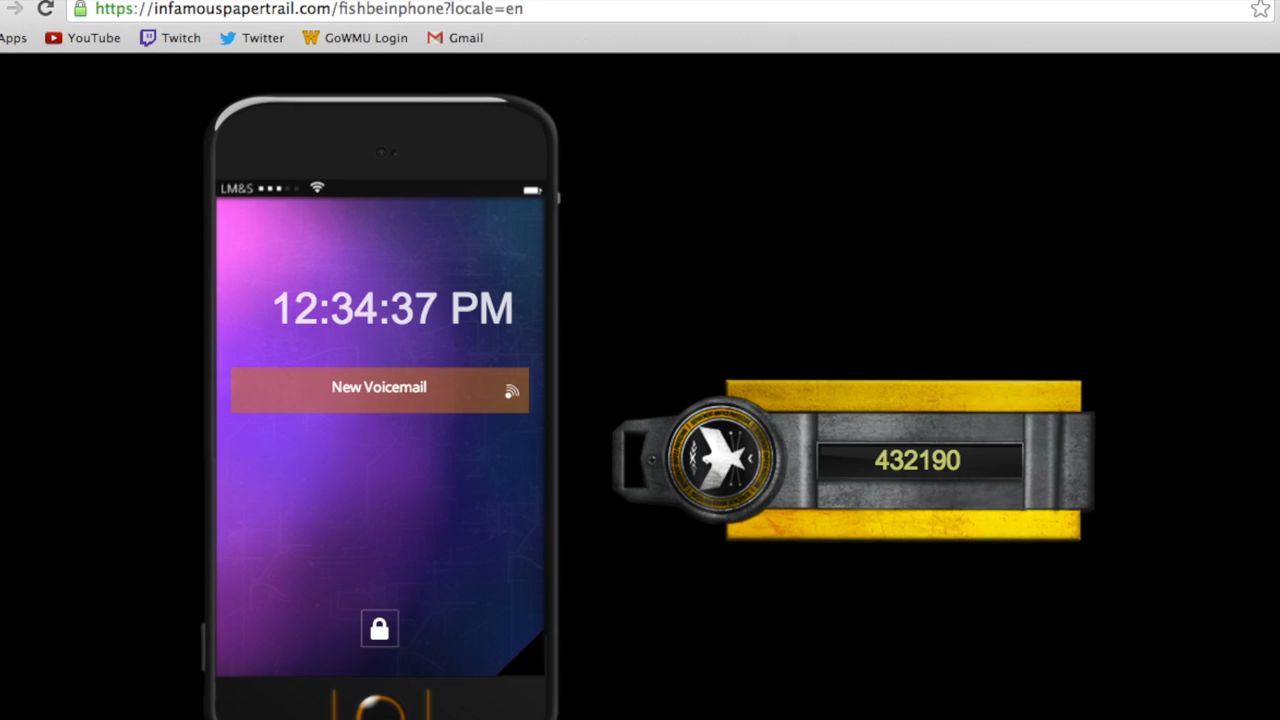 https://infamouspapertrail.com/fishbeinphone?locale=en
Apps YouTube Twitch Twitter GoWMU Login Gmail
LM&S
12:34:37 PM
New Voicemail
432190